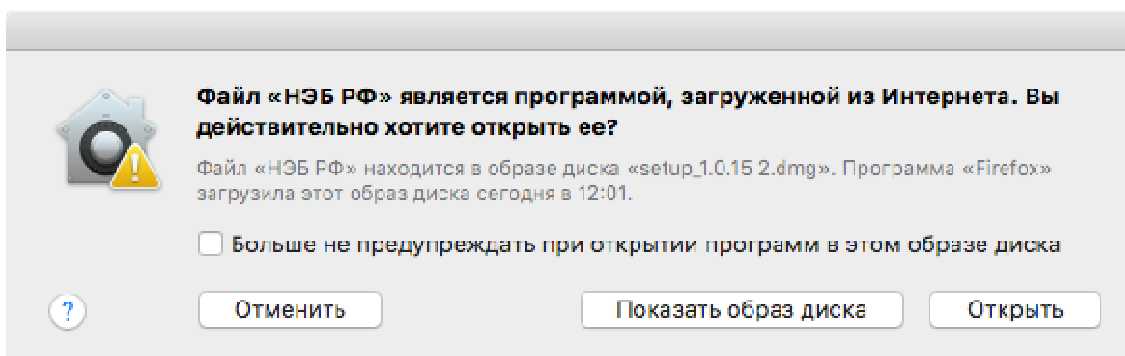 Файл «НЭБ РФ» является программой, загруженной из Интернета. Вы
действительно хотите открыть ее?
Файл «НЭБ РФ» находится в образе диска «setup_1.0.15 2.dmg». Программа «Firefox»
загрузила этот образ диска сегодня в 12:01.
Больше не предупреждать при открытии программ в этом образе диска
? Отменить Показать образ диска Открыть